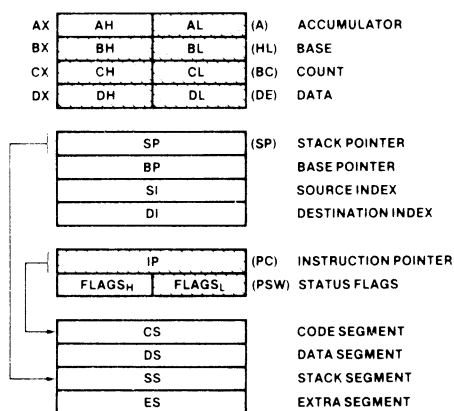 AX AH AL (A) ACCUMULATOR
BX BH BL (HL) BASE
CX CH CL (BC) COUNT
DX DH DL (DE) DATA
SP (SP) STACK POINTER
BP BASE POINTER
SI SOURCE INDEX
DI DESTINATION INDEX
IP (PC) INSTRUCTION POINTER
FLAGSH FLAGSL (PSW) STATUS FLAGS
CS CODE SEGMENT
DS DATA SEGMENT
SS STACK SEGMENT
ES EXTRA SEGMENT